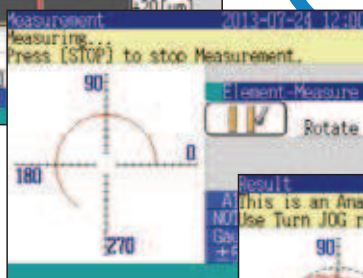 +20[um]
Measurement 2013-07-24 12:00
Measuring...
Press [STOP] to stop Measurement.
90
Element-Measure
Rotate
0
180
270
Result
This is an Ana
Use Turn JOG r
90